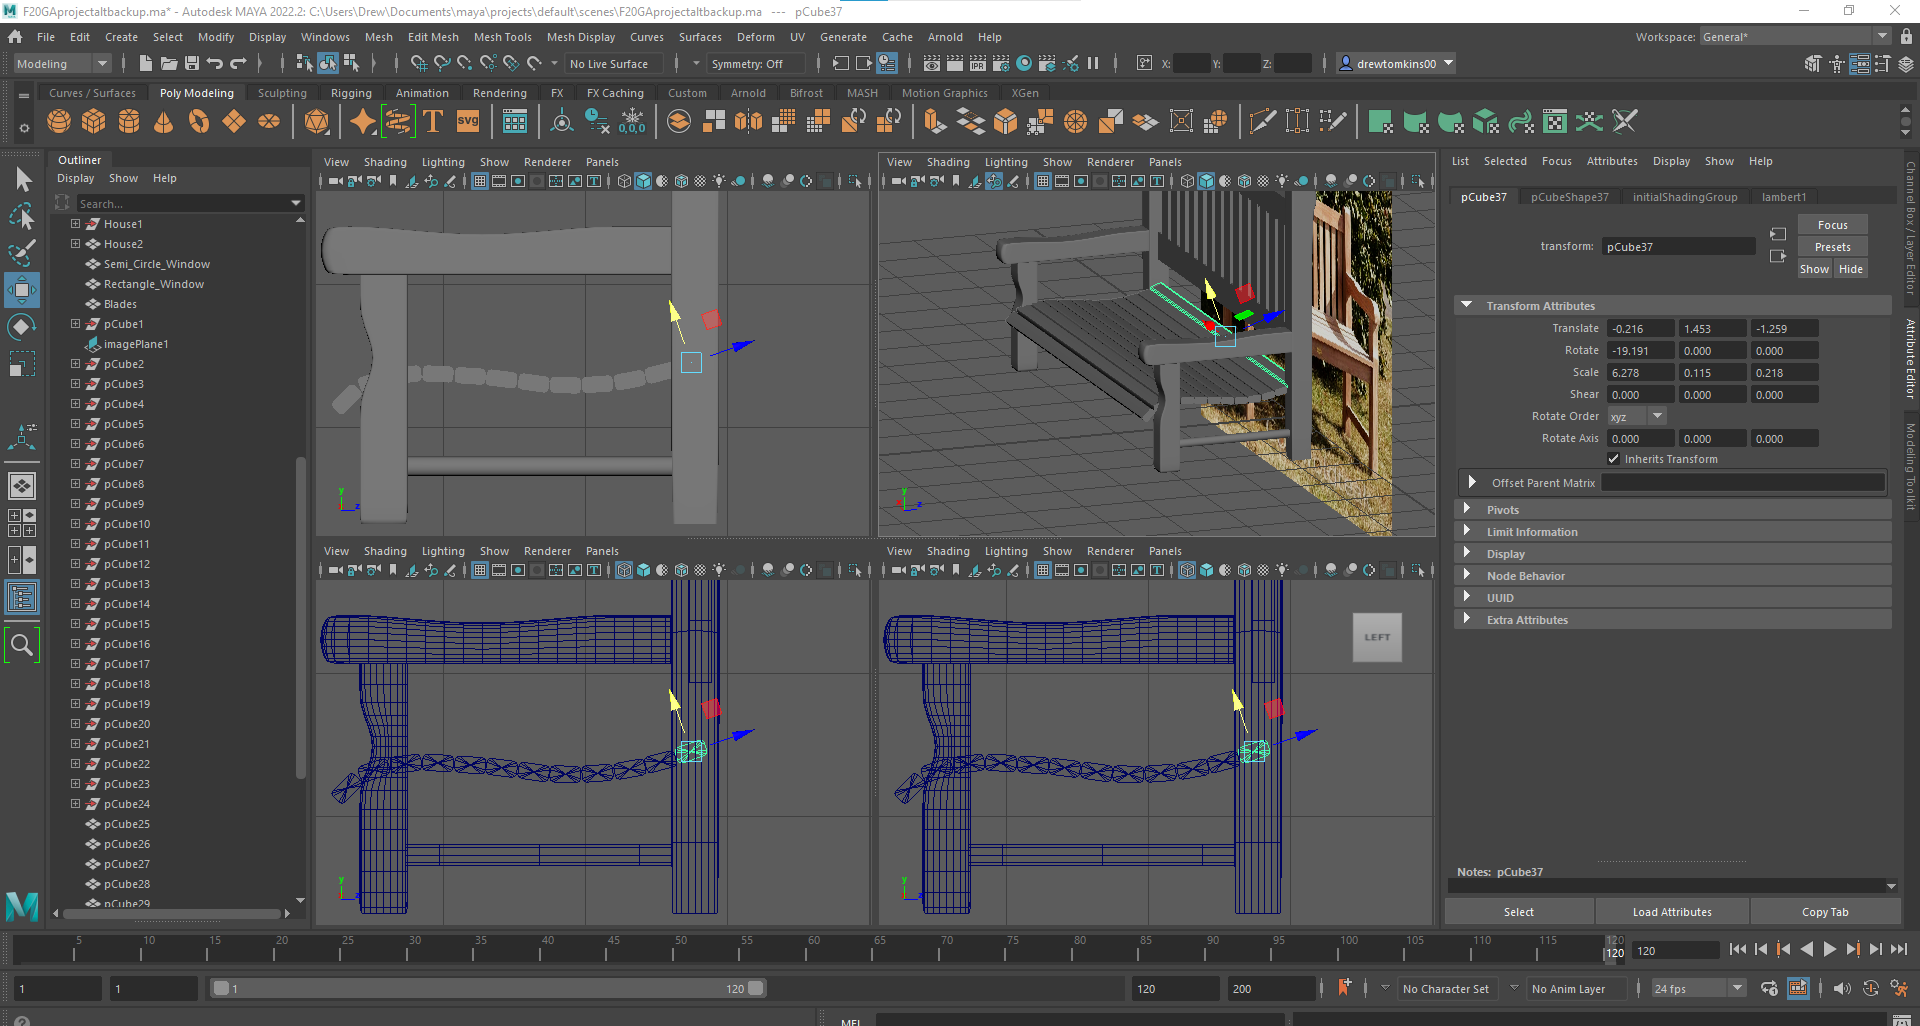 F20GAprojectaltbackup.ma* - Autodesk MAYA 2022.2: C:\Users\Drew\Documents\maya\projects\default\scenes\F20GAprojectaltbackup.ma --- pCube37
File Edit Create Select Modify Display Windows Mesh Edit Mesh Mesh Tools Mesh Display Curves Surfaces Deform UV Generate Cache Arnold Help
Workspace: General*
Modeling No Live Surface Symmetry: Off IPR X: Y: Z: drewtomkins00
Curves / Surfaces Poly Modeling Sculpting Rigging Animation Rendering FX FX Caching Custom Arnold Bifrost MASH Motion Graphics XGen
T SVG 0,0,0
Outliner
Display Show Help
Search...
House1
House2
Semi_Circle_Window
Rectangle_Window
Blades
pCube1
imagePlane1
pCube2
pCube3
pCube4
pCube5
pCube6
pCube7
pCube8
pCube9
pCube10
pCube11
pCube12
pCube13
pCube14
pCube15
pCube16
pCube17
pCube18
pCube19
pCube20
pCube21
pCube22
pCube23
pCube24
pCube25
pCube26
pCube27
pCube28
pCube29
View Shading Lighting Show Renderer Panels
y z
View Shading Lighting Show Renderer Panels
y z
View Shading Lighting Show Renderer Panels
y z
View Shading Lighting Show Renderer Panels
LEFT
y z
List Selected Focus Attributes Display Show Help
pCube37 pCubeShape37 initialShadingGroup lambert1
transform: pCube37
Focus
Presets
Show Hide
Transform Attributes
Translate -0.216 1.453 -1.259
Rotate -19.191 0.000 0.000
Scale 6.278 0.115 0.218
Shear 0.000 0.000 0.000
Rotate Order xyz
Rotate Axis 0.000 0.000 0.000
Inherits Transform
Offset Parent Matrix
Pivots
Limit Information
Display
Node Behavior
UUID
Extra Attributes
Notes: pCube37
Select Load Attributes Copy Tab
Channel Box / Layer Editor
Attribute Editor
Modeling Toolkit
5 10 15 20 25 30 35 40 45 50 55 60 65 70 75 80 85 90 95 100 105 110 115 120
120 120
1 1 1 120 120 200 No Character Set No Anim Layer 24 fps
MEL